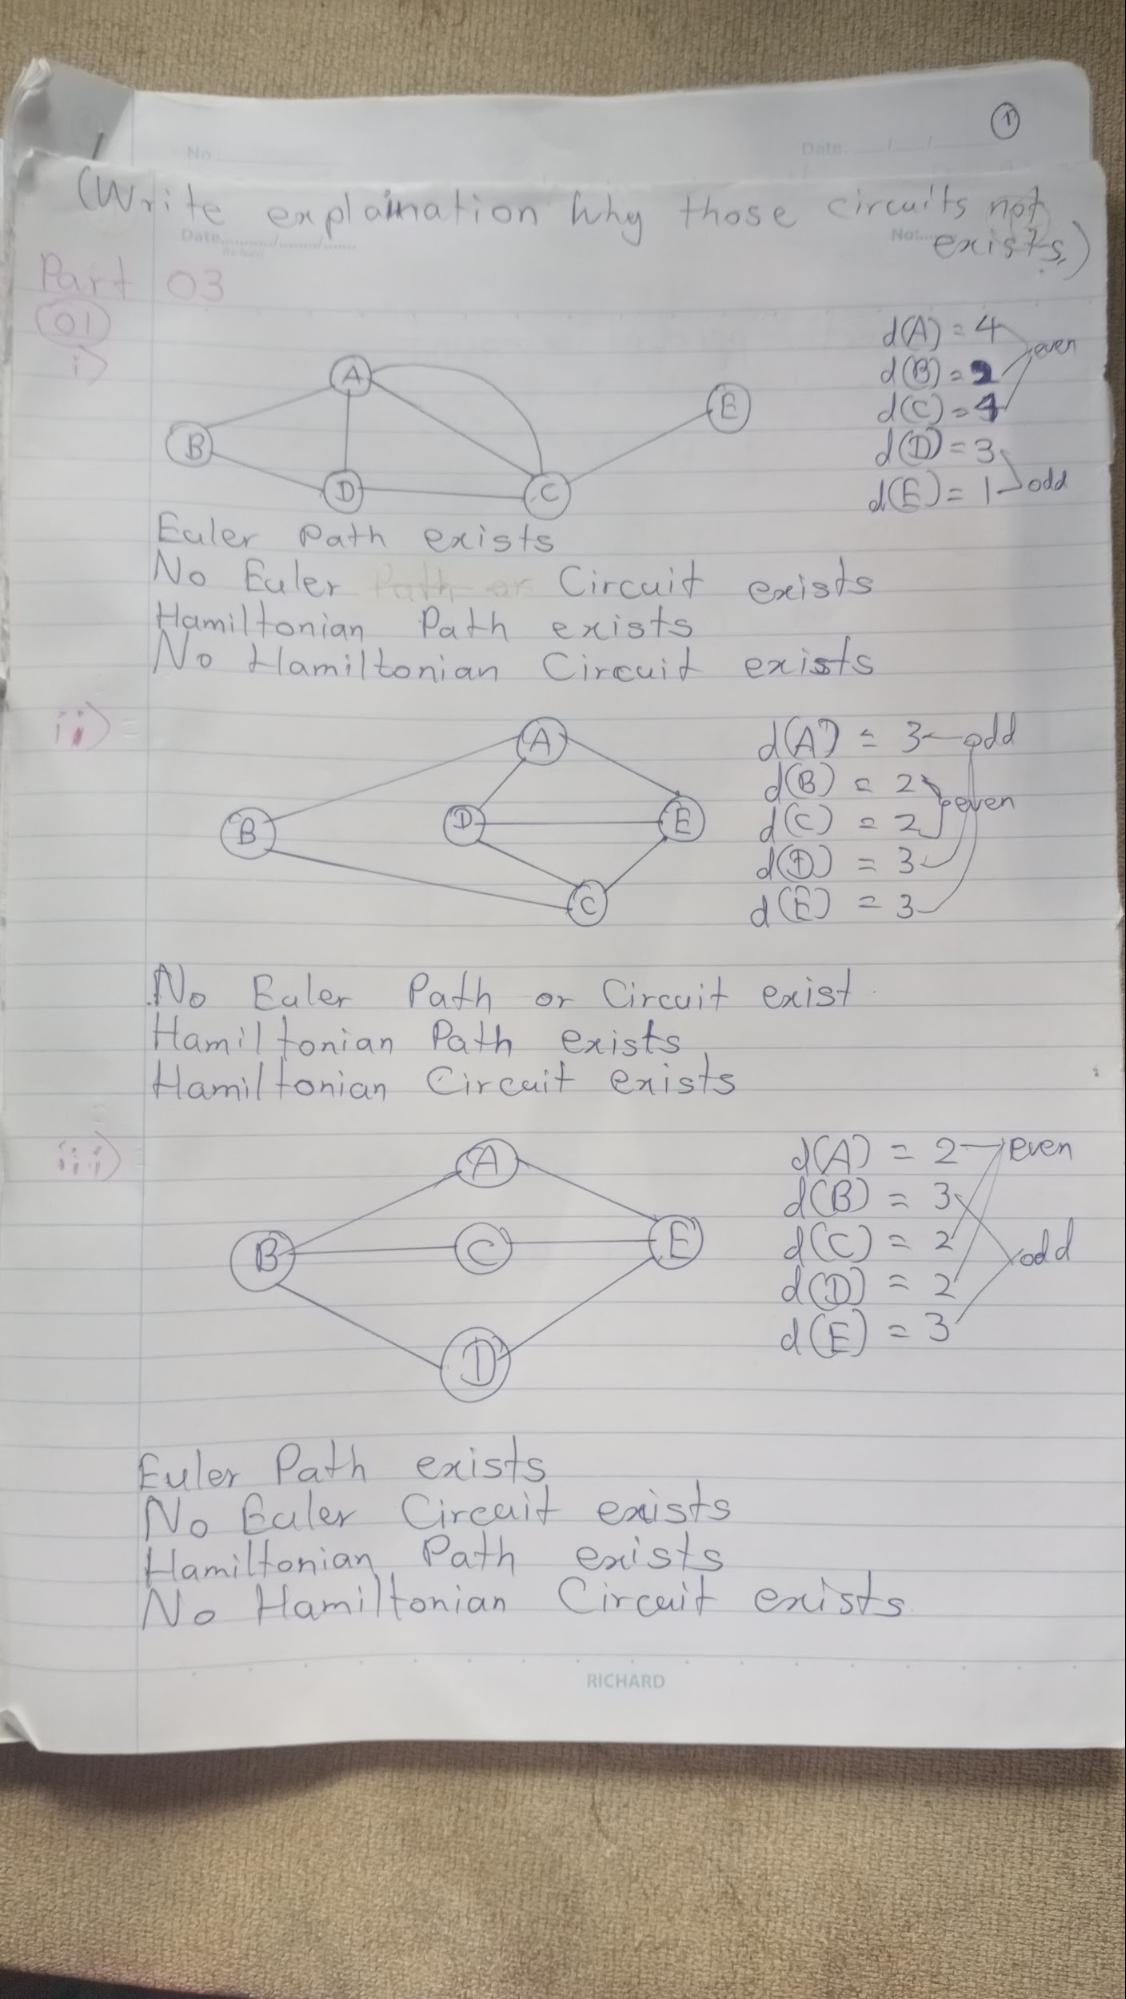 1
No
Date: / /
(Write explaination why those circuits not
exists.)
Date
No:
Part 03
01
i)
A
B
D
C
E
d(A) = 4
d(B) = 2
d(C) = 4
even
d(D) = 3
d(E) = 1
odd
Euler Path exists
No Euler Path or Circuit exists
Hamiltonian Path exists
No Hamiltonian Circuit exists
ii)
A
B
D
E
C
d(A) = 3 odd
d(B) = 2
d(C) = 2
even
d(D) = 3
d(E) = 3
No Euler Path or Circuit exist.
Hamiltonian Path exists
Hamiltonian Circuit exists
iii)
A
B
C
E
D
d(A) = 2 even
d(B) = 3
d(C) = 2
odd
d(D) = 2
d(E) = 3
Euler Path exists
No Euler Circuit exists
Hamiltonian Path exists
No Hamiltonian Circuit exists
RICHARD